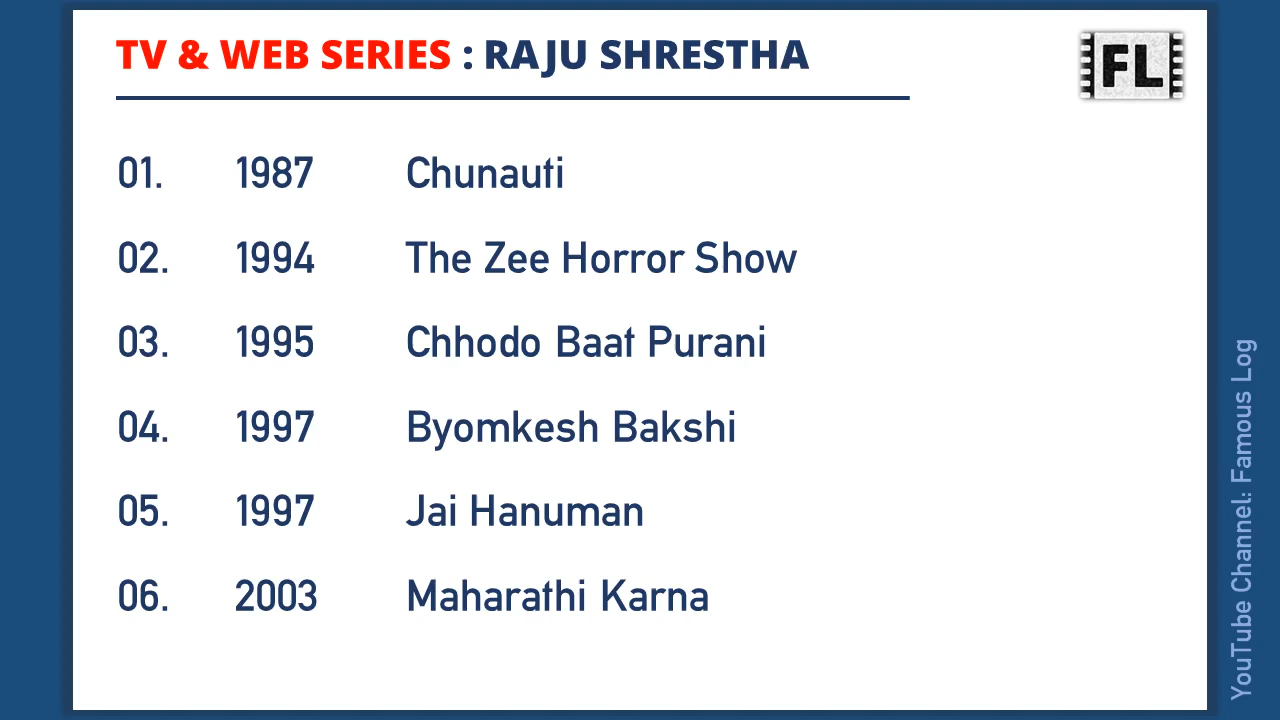 TV & WEB SERIES : RAJU SHRESTHA
FL
01. 1987 Chunauti
02. 1994 The Zee Horror Show
03. 1995 Chhodo Baat Purani
04. 1997 Byomkesh Bakshi
05. 1997 Jai Hanuman
06. 2003 Maharathi Karna
YouTube Channel: Famous Log